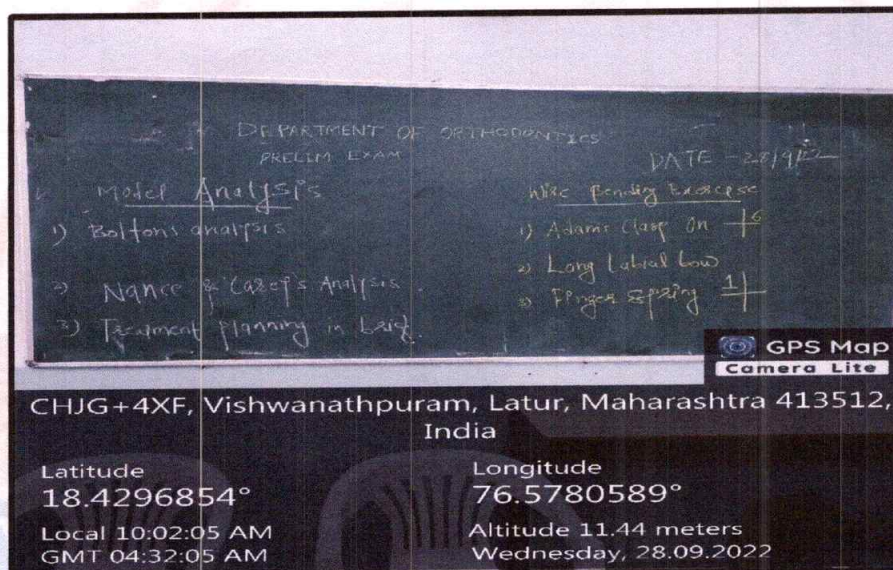 DEPARTMENT OF ORTHODONTICS
PRELIM EXAM
DATE - 28/9/22
Model Analysis
1) Boltons analysis
2) Nance & Carey's Analysis.
3) Treatment planning in brief.
Wire Bending Exercise
1) Adams Clasp On 6
2) Long Labial bow
3) Finger spring 1
GPS Map
Camera Lite
CHJG+4XF, Vishwanathpuram, Latur, Maharashtra 413512,
India
Latitude
18.4296854°
Longitude
76.5780589°
Local 10:02:05 AM
GMT 04:32:05 AM
Altitude 11.44 meters
Wednesday, 28.09.2022